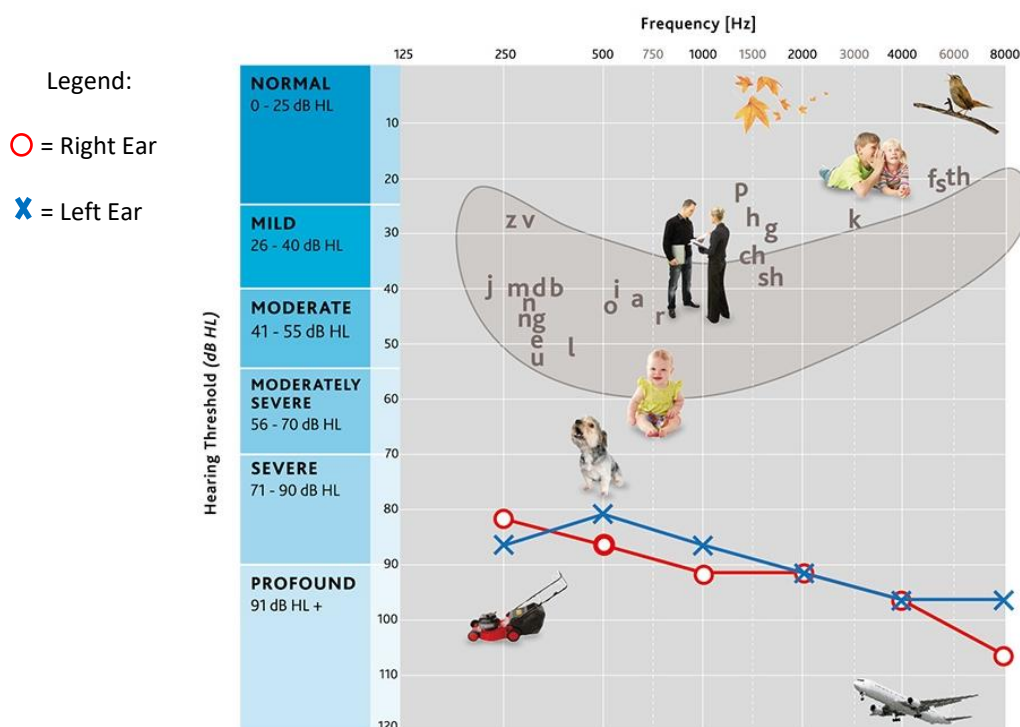 Frequency [Hz]
125 250 500 750 1000 1500 2000 3000 4000 6000 8000
Legend:
= Right Ear
= Left Ear
Hearing Threshold (dB HL)
NORMAL
0 - 25 dB HL
MILD
26 - 40 dB HL
MODERATE
41 - 55 dB HL
MODERATELY
SEVERE
56 - 70 dB HL
SEVERE
71 - 90 dB HL
PROFOUND
91 dB HL +
10
20
30
40
50
60
70
80
90
100
110
120
p
f s th
z v
h
k
g
ch
sh
j
m d b
i
n
o
a
ng
r
e
l
u